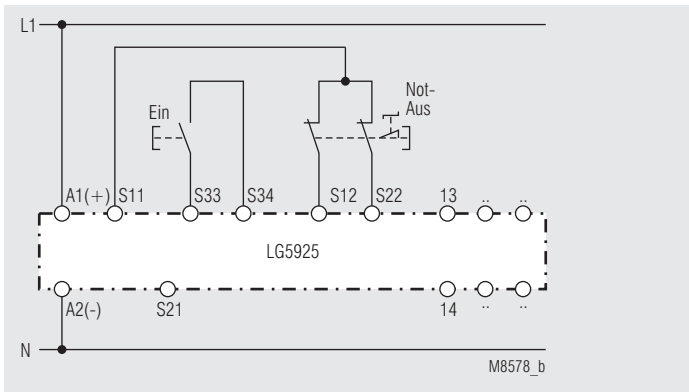 L1
Not-
Aus
Ein
A1(+) S11 S33 S34 S12 S22 13 .. ..
LG5925
A2(-) S21 14 .. ..
N
M8578_b